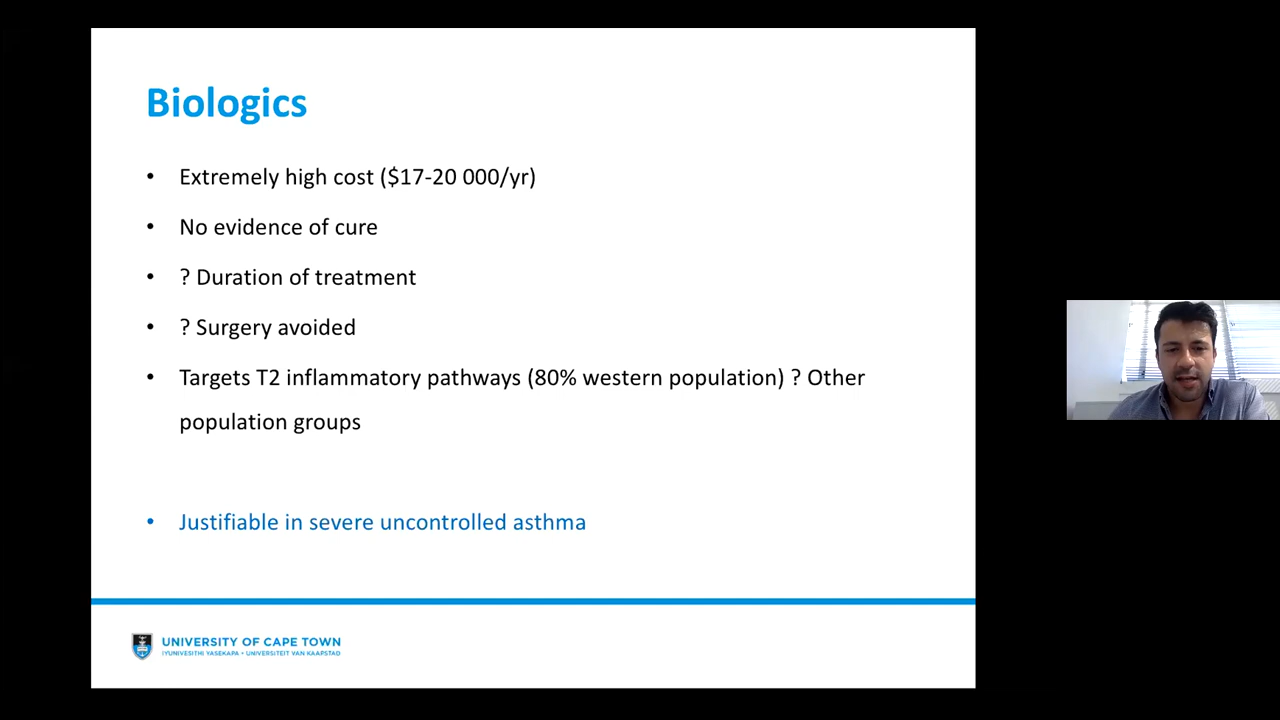 Biologics
• Extremely high cost ($17-20 000/yr)
• No evidence of cure
• ? Duration of treatment
• ? Surgery avoided
• Targets T2 inflammatory pathways (80% western population) ? Other
population groups
• Justifiable in severe uncontrolled asthma
UNIVERSITY OF CAPE TOWN
IYUNIVESITHI YASEKAPA • UNIVERSITEIT VAN KAAPSTAD